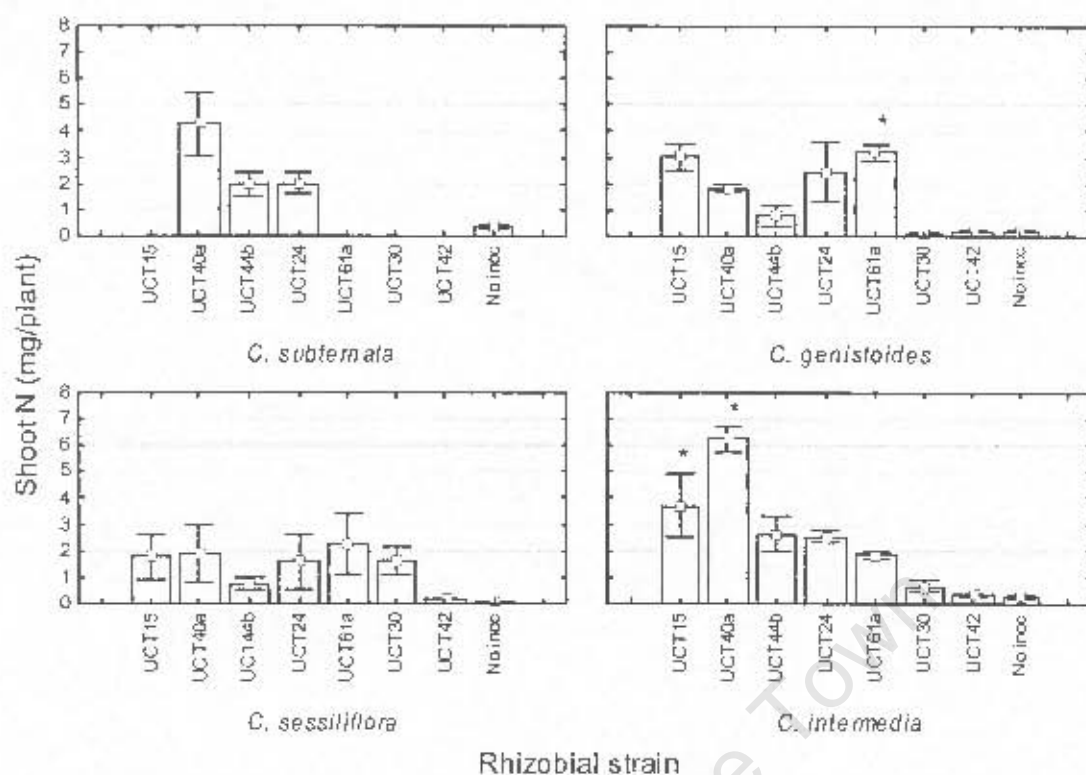 Shoot N (mg/plant)
8
7
6
5
4
3
2
1
0
UCT15
UCT40a
UCT44b
UCT24
UCT61a
UCT30
UCT42
No inoc
C. subternata
*
UCT15
UCT40a
UCT44b
UCT24
UCT61a
UCT30
UCT42
No inoc
C. genistoides
8
7
6
5
4
3
2
1
0
UCT15
UCT40a
UCT44b
UCT24
UCT61a
UCT30
UCT42
No inoc
C. sessiliflora
*
*
UCT15
UCT40a
UCT44b
UCT24
UCT61a
UCT30
UCT42
No inoc
C. intermedia
Rhizobial strain
Town